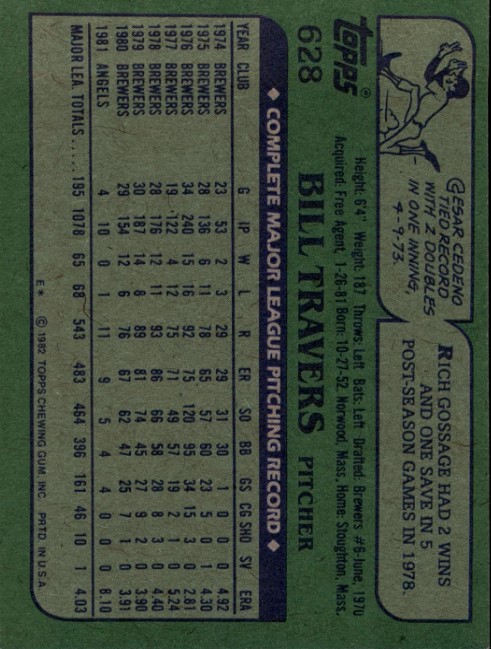 CESAR CEDENO
TIED RECORD
WITH 2 DOUBLES
IN ONE INNING,
4-9-73.
RICH GOSSAGE HAD 2 WINS
AND ONE SAVE IN 5
POST-SEASON GAMES IN 1978.
topps®
628
BILL TRAVERS PITCHER
Height: 6'4" Weight: 187 Throws: Left Bats: Left Drafted: Brewers #6-June, 1970
Acquired: Free Agent, 1-26-81 Born: 10-27-52, Norwood, Mass. Home: Stoughton, Mass.
◆ COMPLETE MAJOR LEAGUE PITCHING RECORD ◆
YEAR CLUB G IP W L R ER SO BB GS CG SHO SV ERA
1974 BREWERS 23 53 2 3 29 29 31 30 1 0 0 0 4.92
1975 BREWERS 28 136 6 11 78 65 57 60 23 5 0 1 4.30
1976 BREWERS 34 240 15 16 92 75 120 95 34 15 3 0 2.81
1977 BREWERS 19 122 4 12 75 71 49 57 19 2 1 0 5.24
1978 BREWERS 28 176 12 11 93 86 66 58 28 8 3 0 4.40
1979 BREWERS 30 187 14 8 89 81 74 45 27 9 2 0 3.90
1980 BREWERS 29 154 12 6 76 67 62 47 25 7 1 0 3.91
1981 ANGELS 4 10 0 1 11 9 5 4 4 0 0 0 8.10
MAJOR LEA. TOTALS ..... 195 1078 65 68 543 483 464 396 161 46 10 1 4.03
E* © 1982 TOPPS CHEWING GUM, INC. PRTD. IN U.S.A.